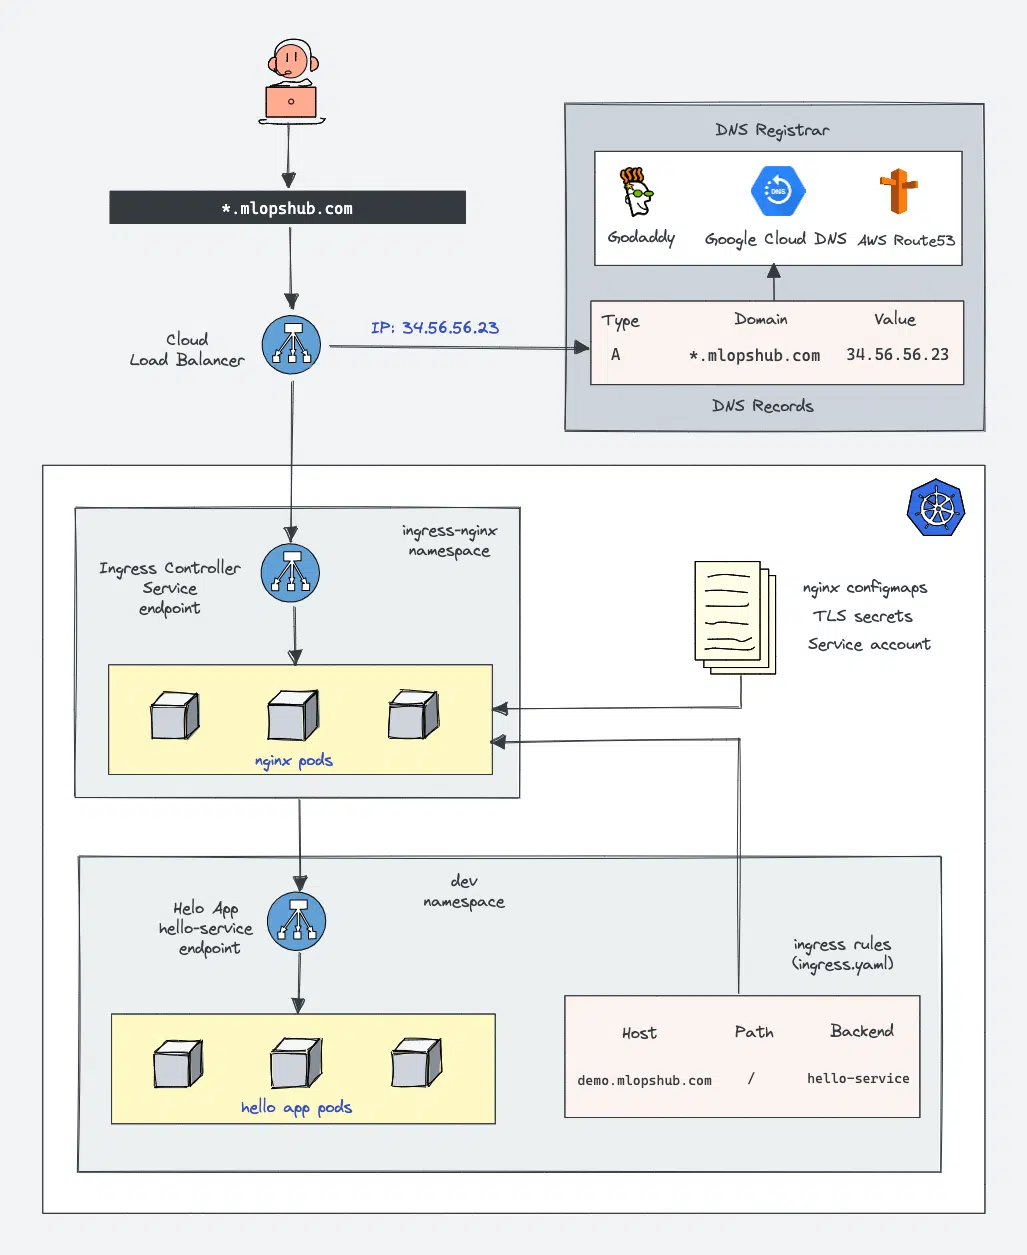 *.mlopshub.com
DNS Registrar
DNS
Godaddy
Google Cloud DNS
AWS Route53
Cloud
Load Balancer
IP: 34.56.56.23
Type Domain Value
A *.mlopshub.com 34.56.56.23
DNS Records
ingress-nginx
namespace
Ingress Controller
Service
endpoint
nginx pods
nginx configmaps
TLS secrets
Service account
dev
namespace
Helo App
hello-service
endpoint
hello app pods
ingress rules
(ingress.yaml)
Host Path Backend
demo.mlopshub.com / hello-service